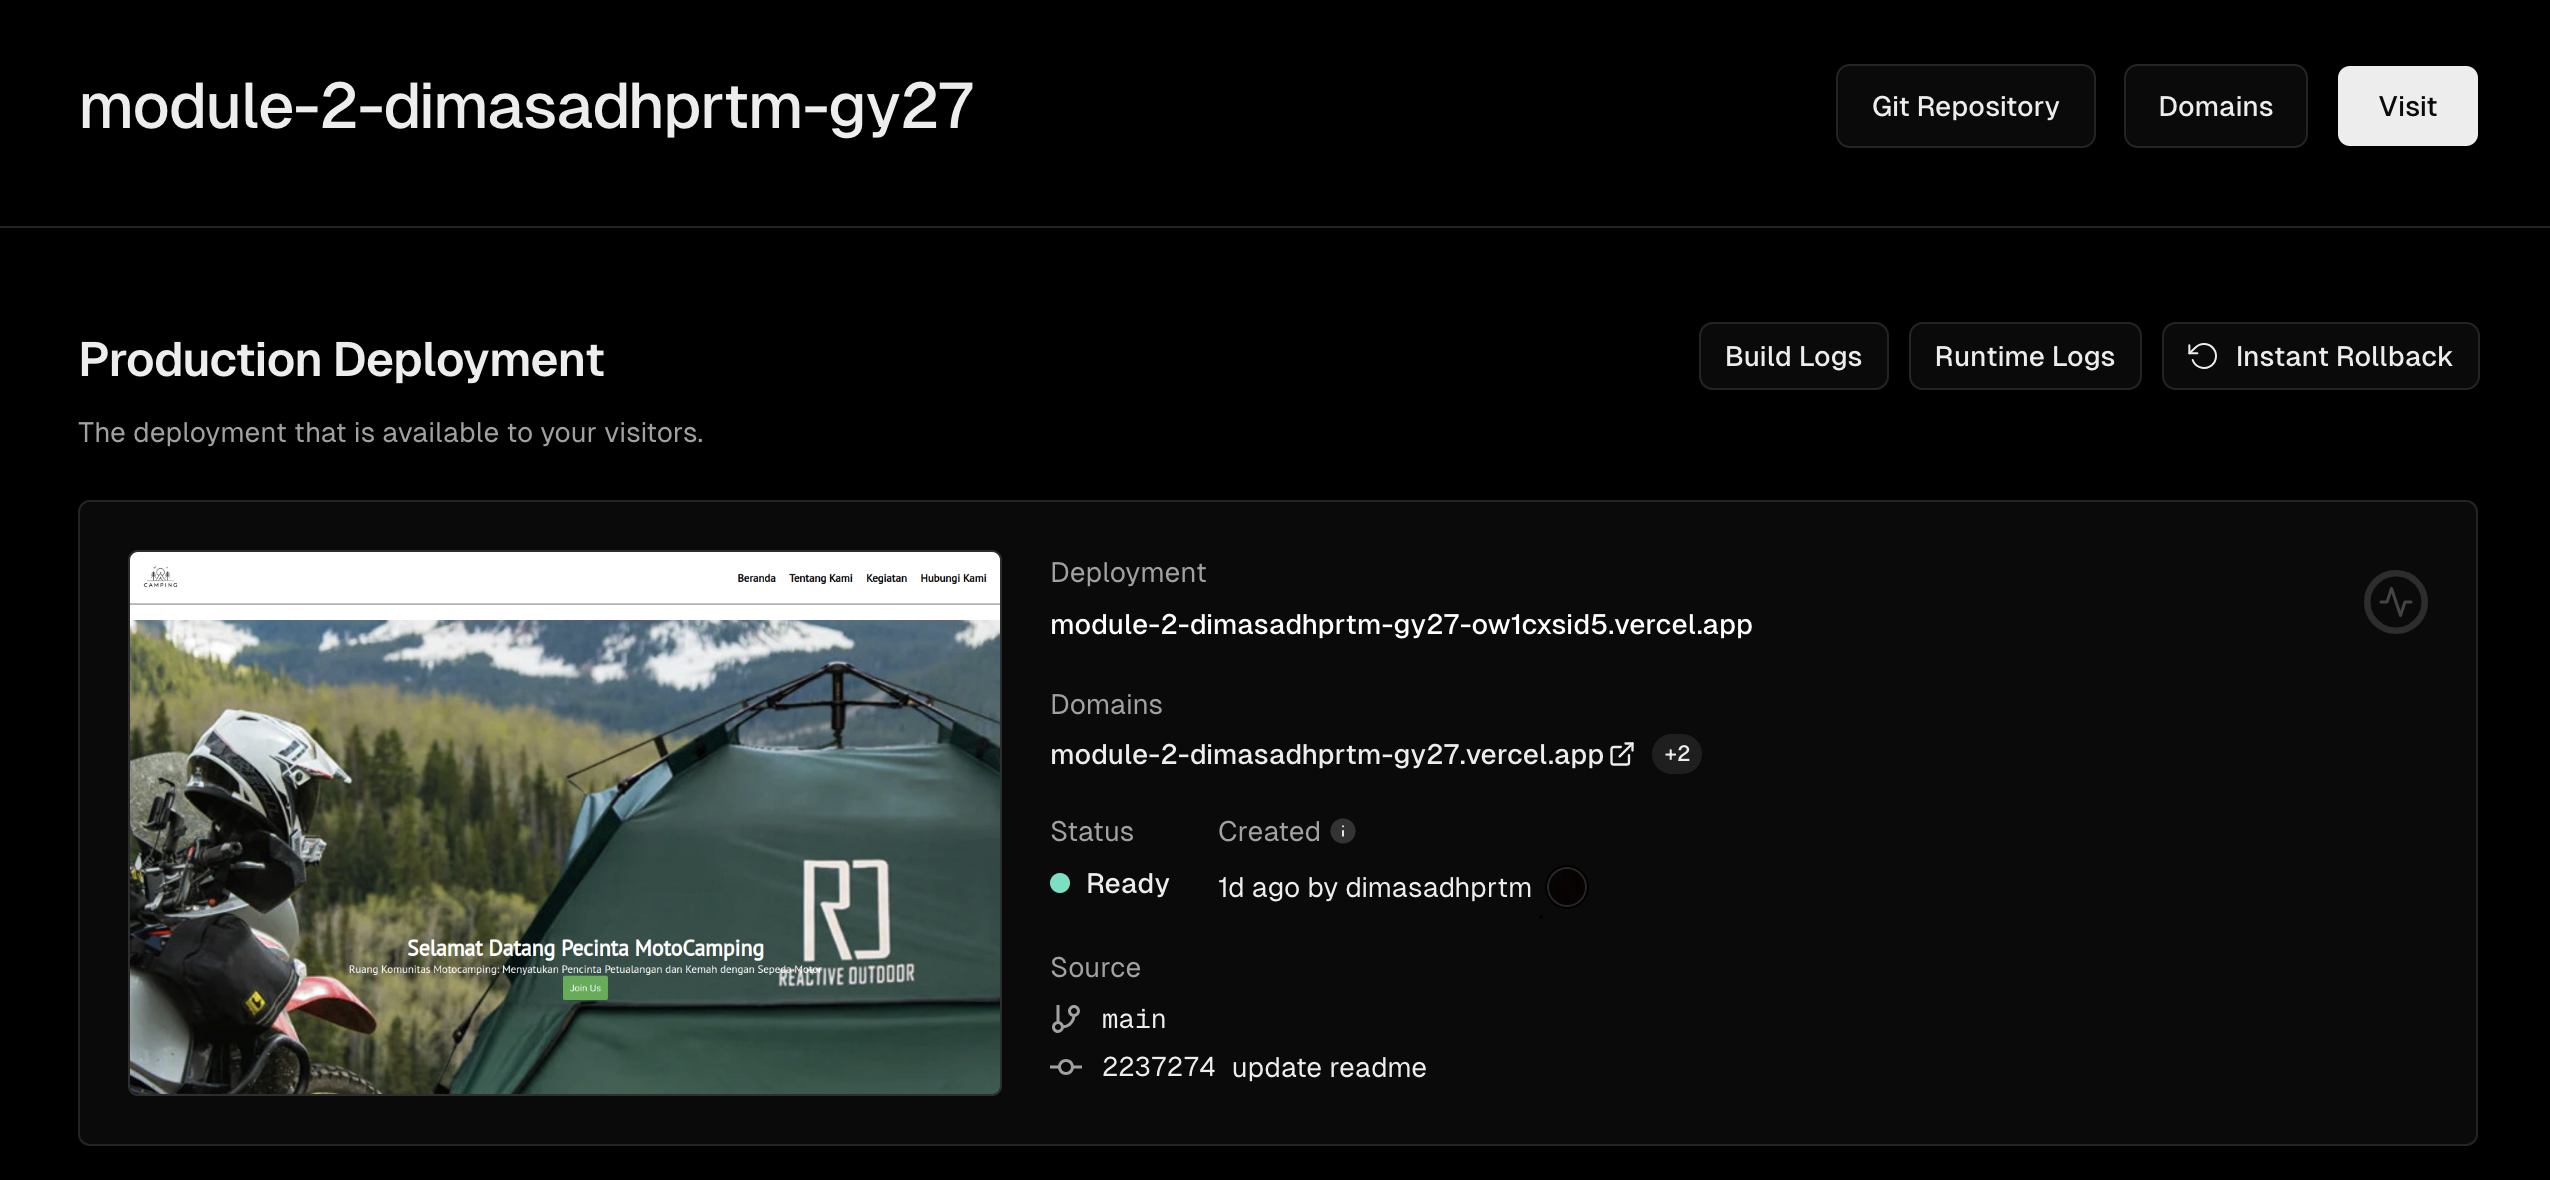 module-2-dimasadhprtm-gy27
Git Repository
Domains
Visit
Production Deployment
Build Logs
Runtime Logs
Instant Rollback
The deployment that is available to your visitors.
CAMPING
Beranda
Tentang Kami
Kegiatan
Hubungi Kami
RJ
REACTIVE OUTDOOR
Selamat Datang Pecinta MotoCamping
Ruang Komunitas Motocamping: Menyatukan Pencinta Petualangan dan Kemah dengan Sepeda Motor
Join Us
Deployment
module-2-dimasadhprtm-gy27-ow1cxsid5.vercel.app
Domains
module-2-dimasadhprtm-gy27.vercel.app
+2
Status
Created
Ready
1d ago by dimasadhprtm
Source
main
2237274 update readme